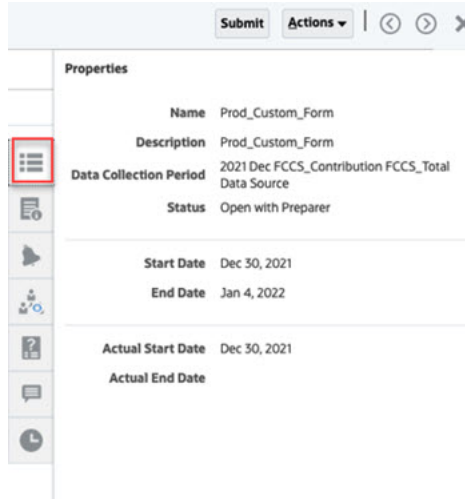 Submit Actions
Properties
Name Prod_Custom_Form
Description Prod_Custom_Form
Data Collection Period 2021 Dec FCCS_Contribution FCCS_Total
Data Source
Status Open with Preparer
Start Date Dec 30, 2021
End Date Jan 4, 2022
Actual Start Date Dec 30, 2021
Actual End Date